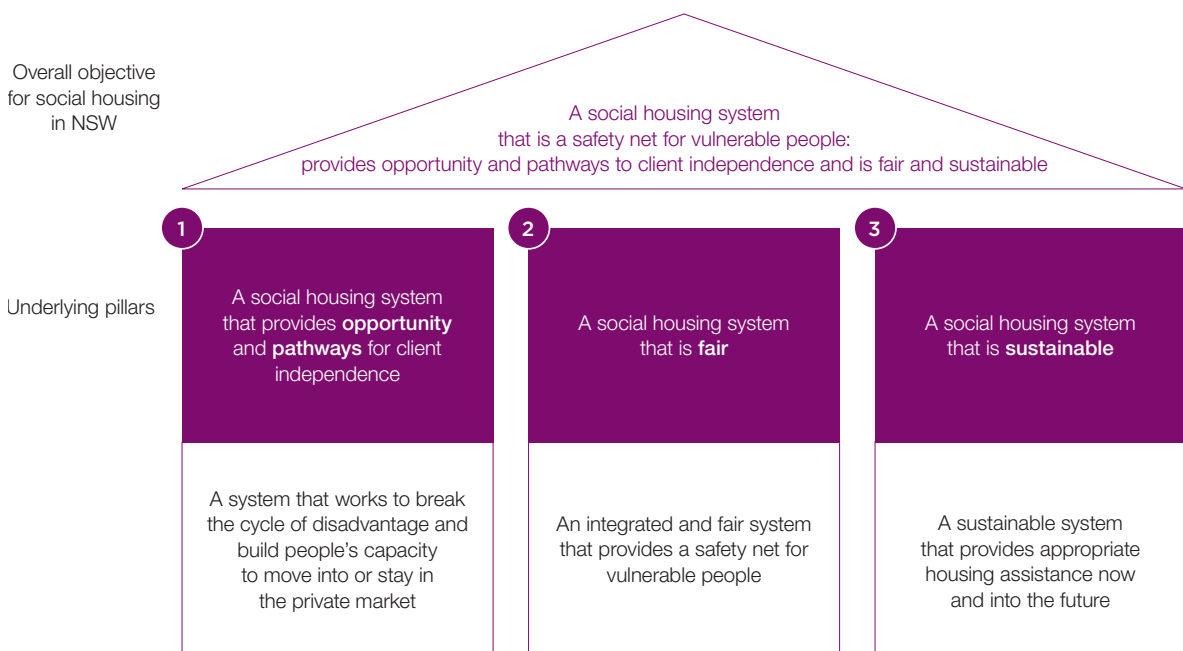 Overall objective
for social housing
in NSW
A social housing system
that is a safety net for vulnerable people:
provides opportunity and pathways to client independence and is fair and sustainable
Underlying pillars
1
A social housing system
that provides opportunity
and pathways for client
independence
A system that works to break
the cycle of disadvantage and
build people’s capacity
to move into or stay in
the private market
2
A social housing system
that is fair
An integrated and fair system
that provides a safety net for
vulnerable people
3
A social housing system
that is sustainable
A sustainable system
that provides appropriate
housing assistance now
and into the future